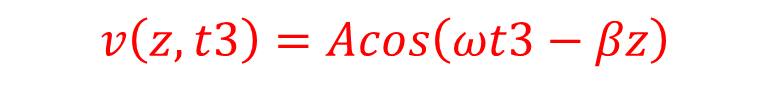 v(z, t3) = Acos(ωt3 − βz)